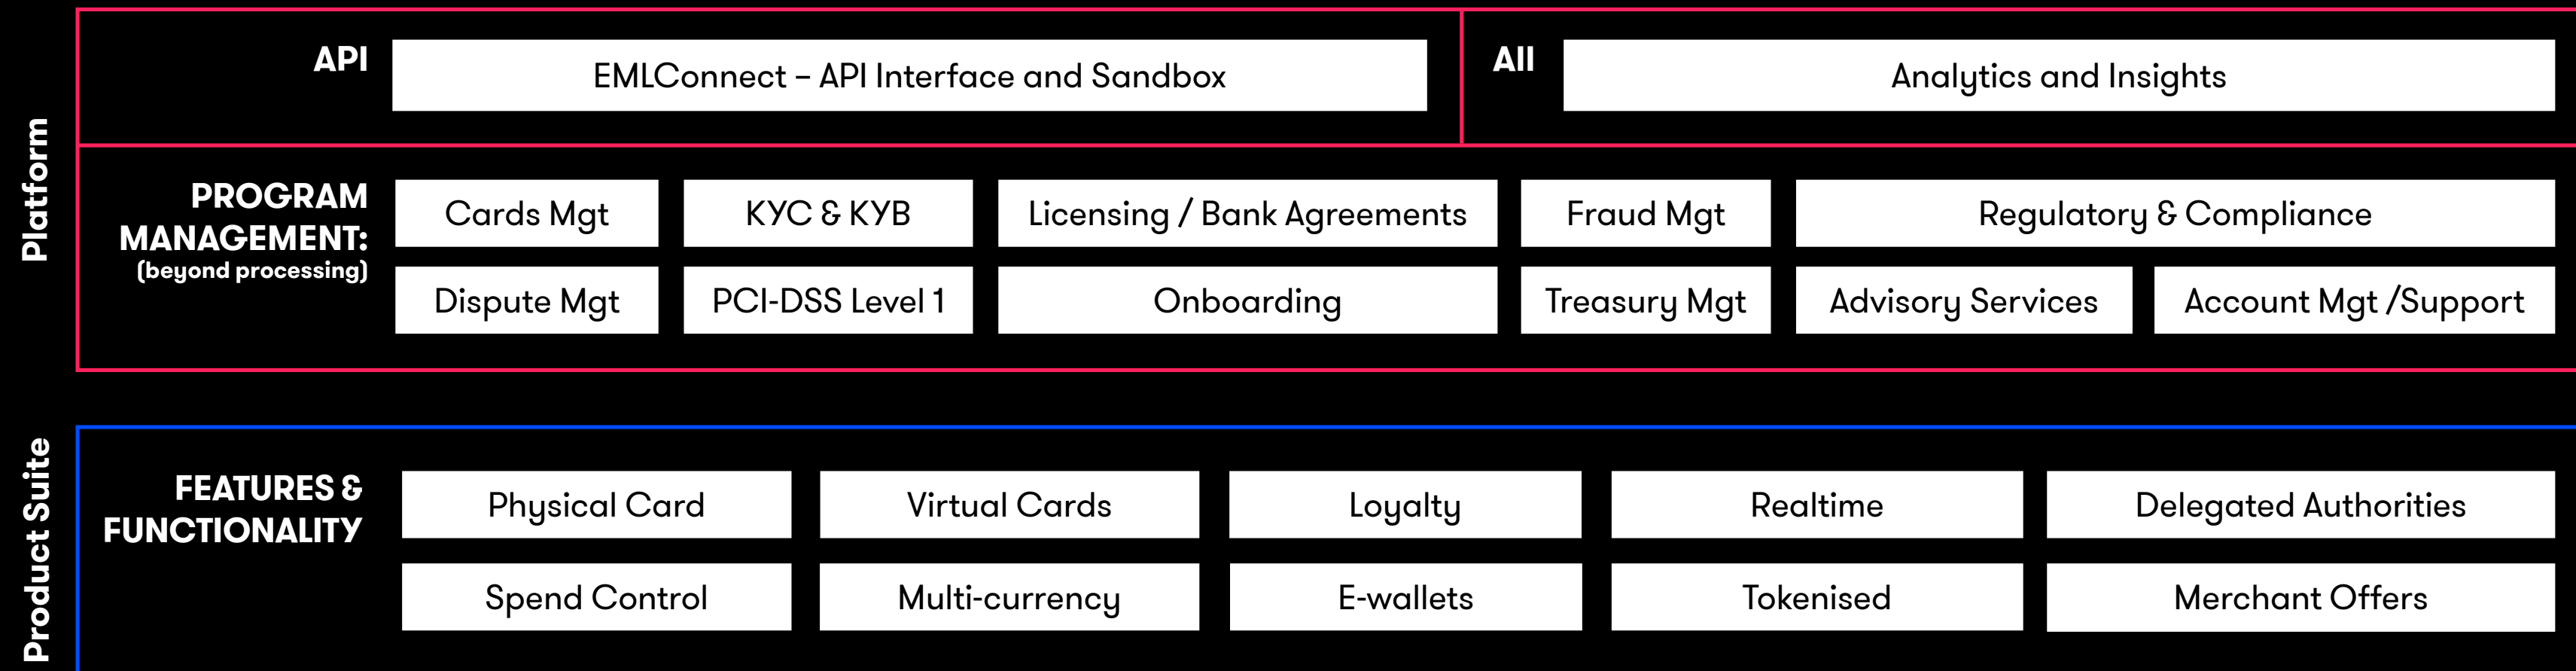 Platform
API
EMLConnect – API Interface and Sandbox
All
Analytics and Insights
PROGRAM
MANAGEMENT:
(beyond processing)
Cards Mgt
KYC & KYB
Licensing / Bank Agreements
Fraud Mgt
Regulatory & Compliance
Dispute Mgt
PCI-DSS Level 1
Onboarding
Treasury Mgt
Advisory Services
Account Mgt /Support
Product Suite
FEATURES &
FUNCTIONALITY
Physical Card
Virtual Cards
Loyalty
Realtime
Delegated Authorities
Spend Control
Multi-currency
E-wallets
Tokenised
Merchant Offers